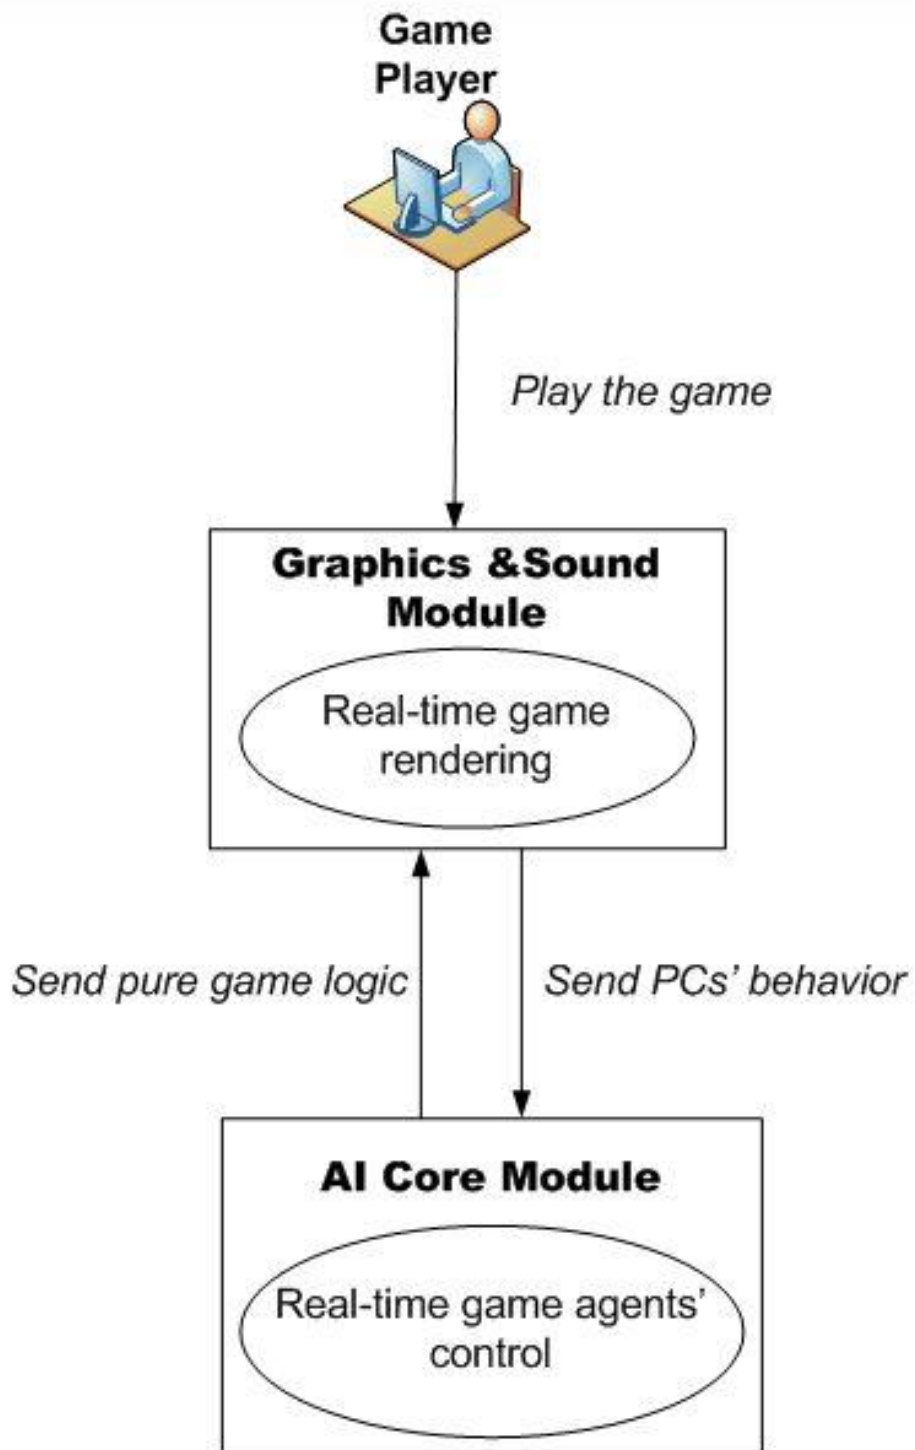 Game
Player
Play the game
Graphics &Sound
Module
Real-time game
rendering
Send pure game logic
Send PCs’ behavior
AI Core Module
Real-time game agents’
control